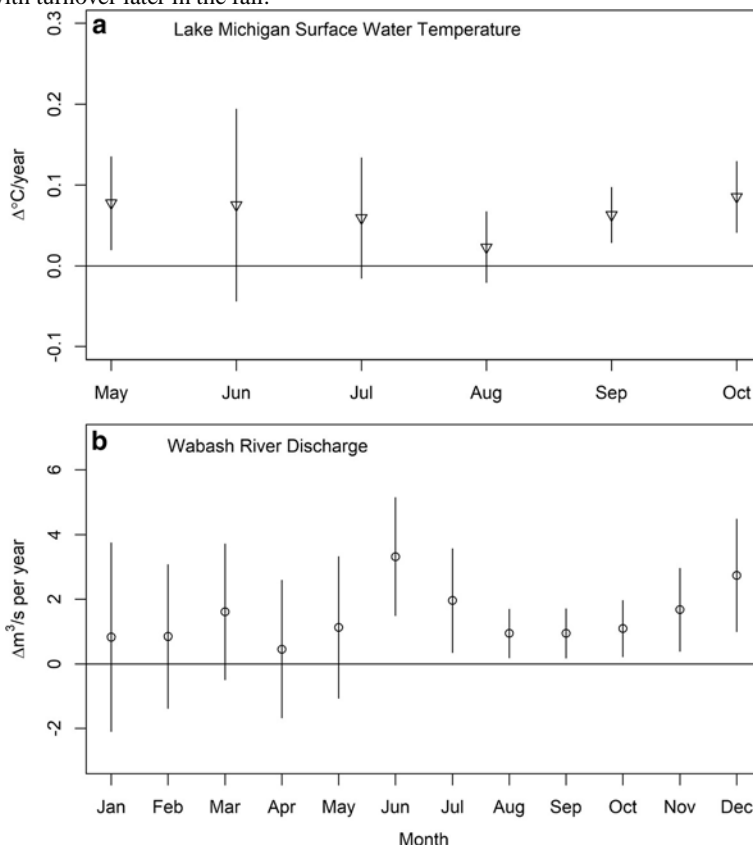 with turnover later in the fall.
a Lake Michigan Surface Water Temperature
Δ°C/year
0.3
0.2
0.1
0.0
-0.1
May Jun Jul Aug Sep Oct
b Wabash River Discharge
Δm³/s per year
6
4
2
0
-2
Jan Feb Mar Apr May Jun Jul Aug Sep Oct Nov Dec
Month